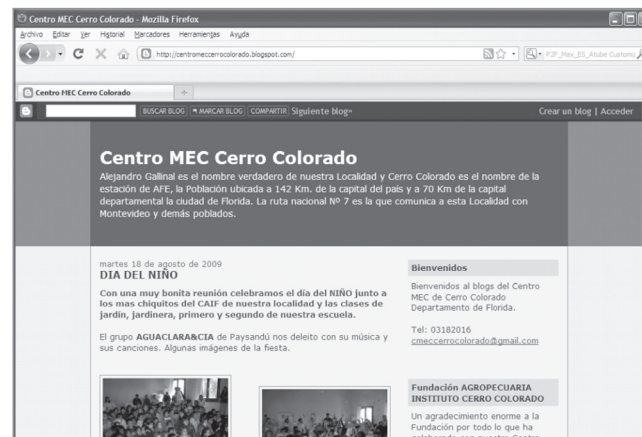 Centro MEC Cerro Colorado - Mozilla Firefox
Archivo Editar Ver Historial Marcadores Herramientas Ayuda
http://centromeccerrocolorado.blogspot.com/
P2P_Max_ES_Atube Customi
Centro MEC Cerro Colorado
BUSCAR BLOG MARCAR BLOG COMPARTIR Siguiente blog»
Crear un blog | Acceder
Centro MEC Cerro Colorado
Alejandro Gallinal es el nombre verdadero de nuestra Localidad y Cerro Colorado es el nombre de la
estación de AFE, la Población ubicada a 142 Km. de la capital del país y a 70 Km de la capital
departamental la ciudad de Florida. La ruta nacional Nº 7 es la que comunica a esta Localidad con
Montevideo y demás poblados.
martes 18 de agosto de 2009
DIA DEL NIÑO
Con una muy bonita reunión celebramos el día del NIÑO junto a
los mas chiquitos del CAIF de nuestra localidad y las clases de
jardín, jardinera, primero y segundo de nuestra escuela.
El grupo AGUACLARA&CIA de Paysandú nos deleito con su música y
sus canciones. Algunas imágenes de la fiesta.
Bienvenidos
Bienvenidos al blogs del Centro
MEC de Cerro Colorado
Departamento de Florida.
Tel: 03182016
cmeccerrocolorado@gmail.com
Fundación AGROPECUARIA
INSTITUTO CERRO COLORADO
Un agradecimiento enorme a la
Fundación por todo lo que ha